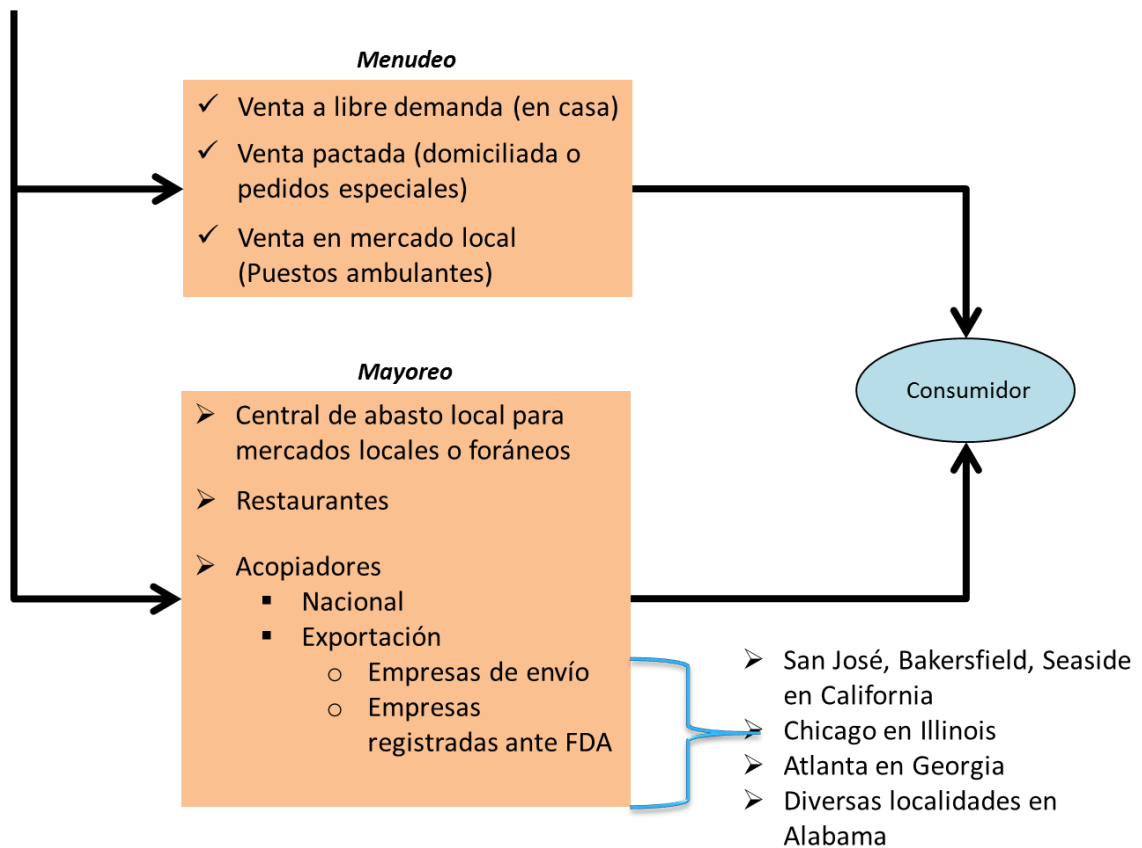 Menudeo
✓ Venta a libre demanda (en casa)
✓ Venta pactada (domiciliada o
pedidos especiales)
✓ Venta en mercado local
(Puestos ambulantes)
Consumidor
Mayoreo
➢ Central de abasto local para
mercados locales o foráneos
➢ Restaurantes
➢ Acopiadores
▪ Nacional
▪ Exportación
o Empresas de envío
o Empresas
registradas ante FDA
➢ San José, Bakersfield, Seaside
en California
➢ Chicago en Illinois
➢ Atlanta en Georgia
➢ Diversas localidades en
Alabama